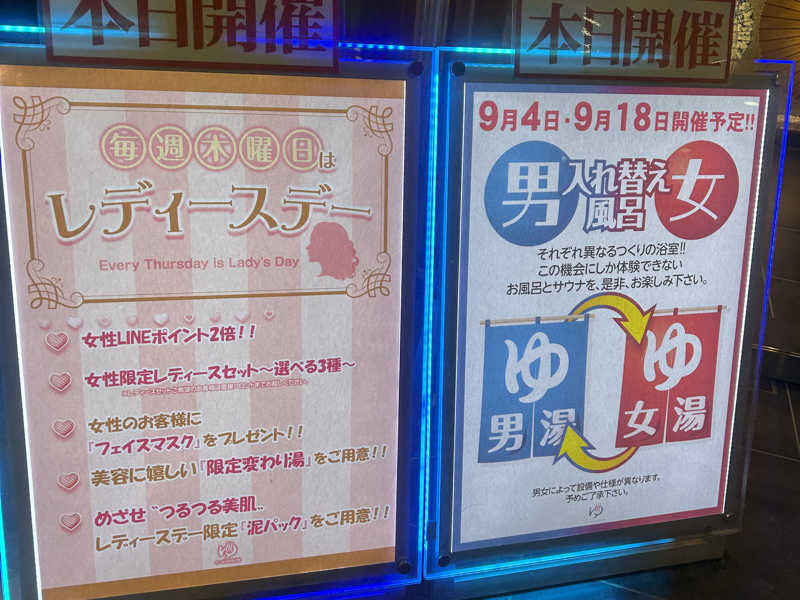 本日開催
毎週木曜日は
レディースデー
Every Thursday is Lady's Day
女性LINEポイント2倍！！
女性限定レディースセット～選べる3種～
女性のお客様に
「フェイスマスク」をプレゼント！！
美容に嬉しい「限定変わり湯」をご用意！！
めざせ〝つるつる美肌〟
レディースデー限定「泥パック」をご用意！！
本日開催
9月4日・9月18日開催予定!!
男 入れ替え風呂 女
それぞれ異なるつくりの浴室!!
この機会にしか体験できない
お風呂とサウナを、是非、お楽しみ下さい。
ゆ
男湯
ゆ
女湯
男女によって設備や仕様が異なります。
予めご了承下さい。